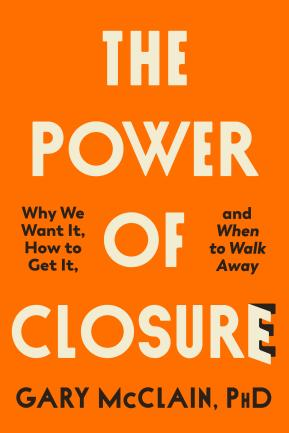 THE
POWER
Why We
Want It,
How to
Get It,
OF
and
When
to Walk
Away
CLOSURE
GARY McCLAIN, PHD